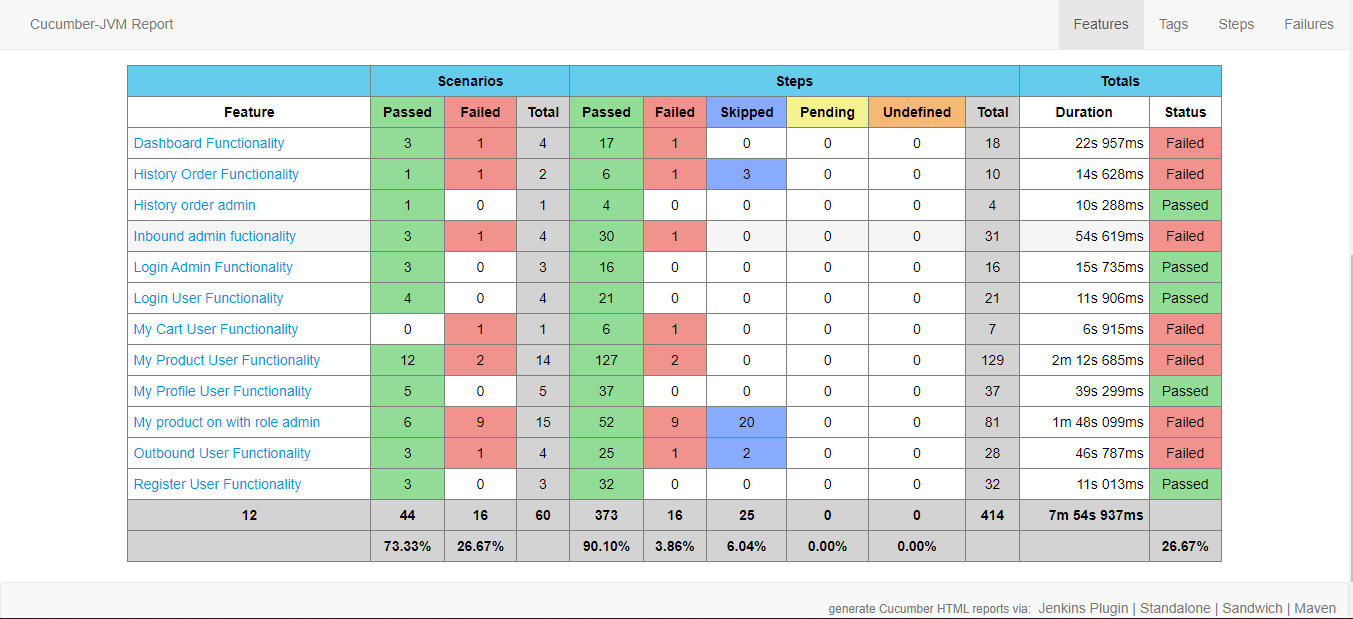 Cucumber-JVM Report Features Tags Steps Failures
Scenarios Steps Totals
Feature Passed Failed Total Passed Failed Skipped Pending Undefined Total Duration Status
Dashboard Functionality 3 1 4 17 1 0 0 0 18 22s 957ms Failed
History Order Functionality 1 1 2 6 1 3 0 0 10 14s 628ms Failed
History order admin 1 0 1 4 0 0 0 0 4 10s 288ms Passed
Inbound admin fuctionality 3 1 4 30 1 0 0 0 31 54s 619ms Failed
Login Admin Functionality 3 0 3 16 0 0 0 0 16 15s 735ms Passed
Login User Functionality 4 0 4 21 0 0 0 0 21 11s 906ms Passed
My Cart User Functionality 0 1 1 6 1 0 0 0 7 6s 915ms Failed
My Product User Functionality 12 2 14 127 2 0 0 0 129 2m 12s 685ms Failed
My Profile User Functionality 5 0 5 37 0 0 0 0 37 39s 299ms Passed
My product on with role admin 6 9 15 52 9 20 0 0 81 1m 48s 099ms Failed
Outbound User Functionality 3 1 4 25 1 2 0 0 28 46s 787ms Failed
Register User Functionality 3 0 3 32 0 0 0 0 32 11s 013ms Passed
12 44 16 60 373 16 25 0 0 414 7m 54s 937ms
73.33% 26.67% 90.10% 3.86% 6.04% 0.00% 0.00% 26.67%
generate Cucumber HTML reports via: Jenkins Plugin | Standalone | Sandwich | Maven